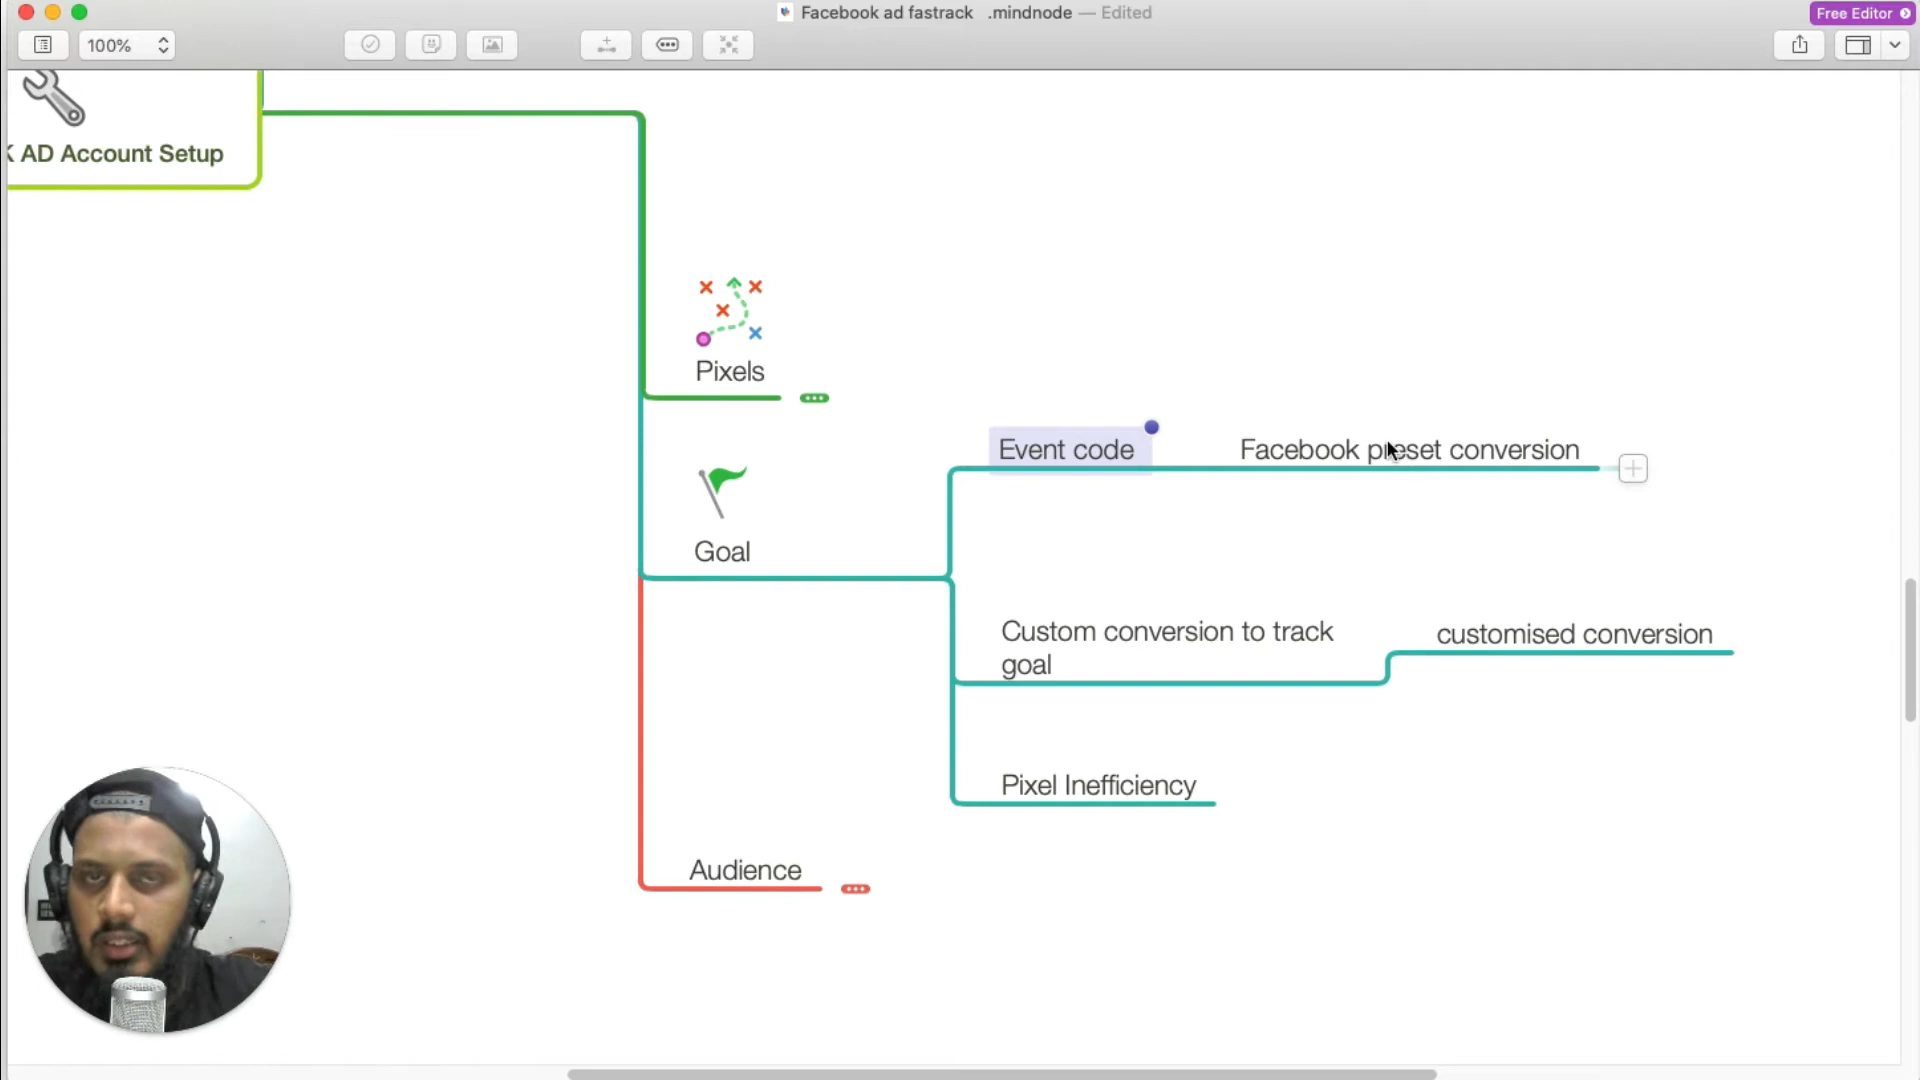 Facebook ad fastrack .mindnode — Edited
Free Editor
100%
K AD Account Setup
Pixels
Event code
Facebook preset conversion
Goal
Custom conversion to track
goal
customised conversion
Pixel Inefficiency
Audience